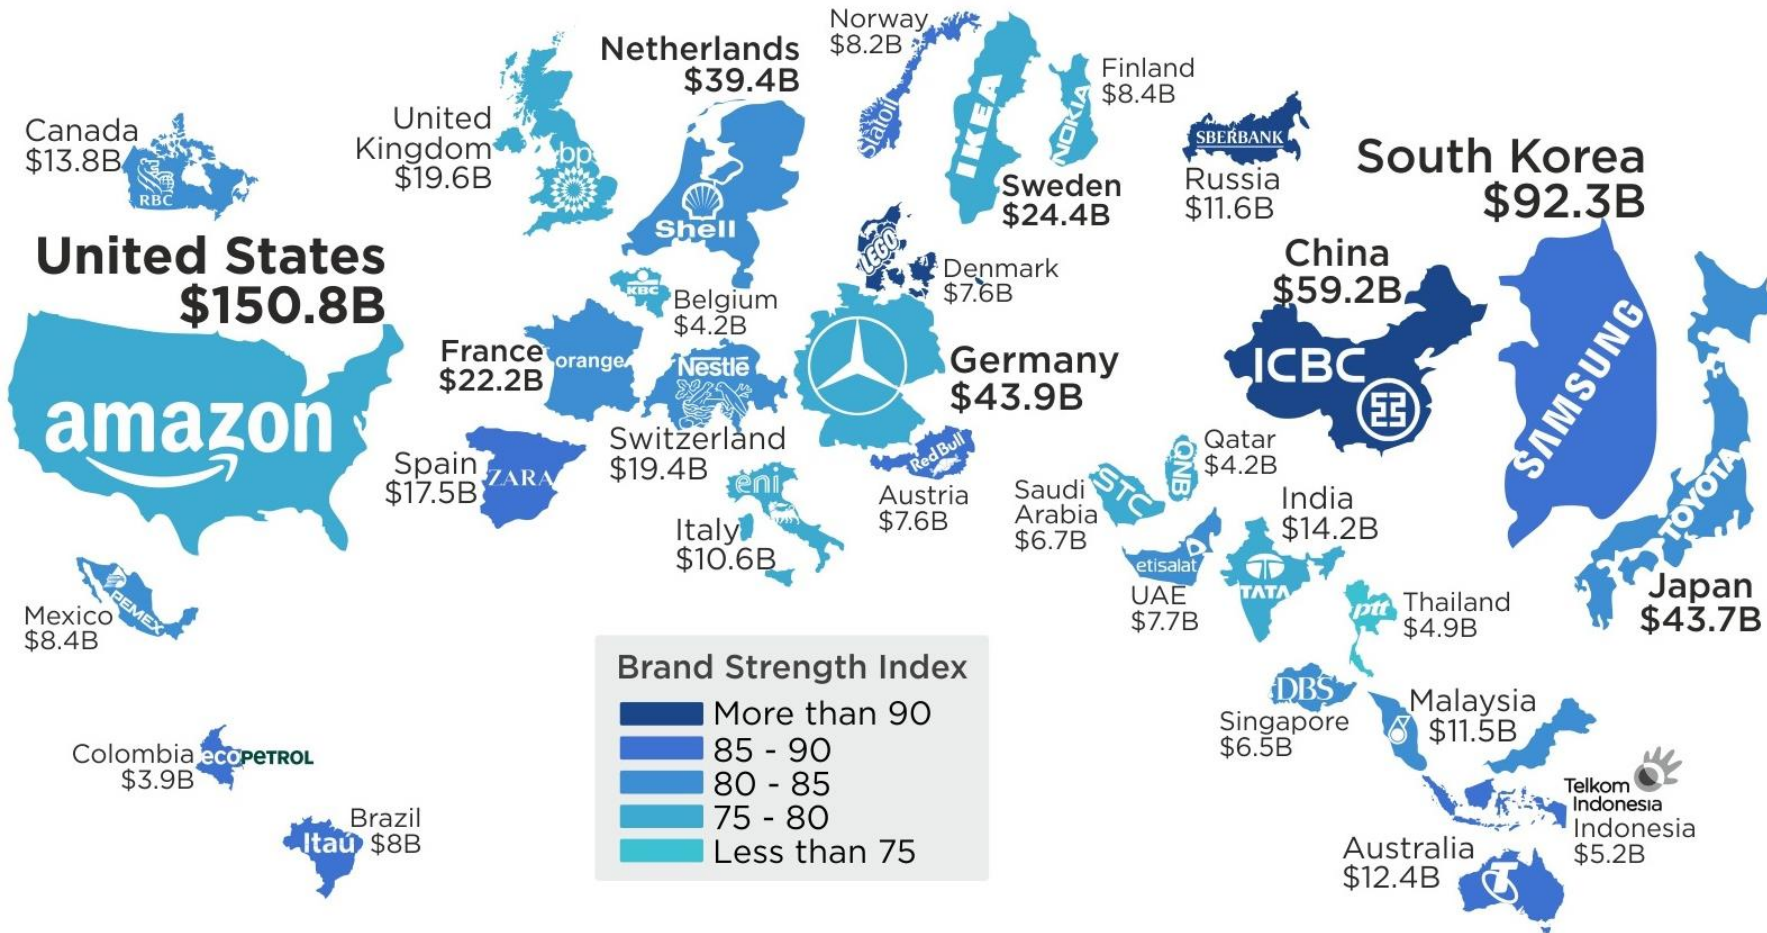 Norway
$8.2B
Statoil
Netherlands
$39.4B
Shell
IKEA
Sweden
$24.4B
Finland
$8.4B
NOKIA
Canada
$13.8B
RBC
United
Kingdom
$19.6B
bp
SBERBANK
Russia
$11.6B
South Korea
$92.3B
SAMSUNG
United States
$150.8B
amazon
LEGO
Denmark
$7.6B
China
$59.2B
ICBC
KBC
Belgium
$4.2B
France
$22.2B
orange
Nestlé
Switzerland
$19.4B
Germany
$43.9B
Spain
$17.5B
ZARA
eni
Italy
$10.6B
Red Bull
Austria
$7.6B
Saudi
Arabia
$6.7B
STC
QNB
Qatar
$4.2B
India
$14.2B
TATA
etisalat
UAE
$7.7B
TOYOTA
Japan
$43.7B
ptt
Thailand
$4.9B
Mexico
$8.4B
PEMEX
Brand Strength Index
More than 90
85 - 90
80 - 85
75 - 80
Less than 75
DBS
Singapore
$6.5B
Malaysia
$11.5B
Colombia
$3.9B
ecoPETROL
Telkom
Indonesia
Indonesia
$5.2B
Brazil
$8B
Itaú
Australia
$12.4B
T